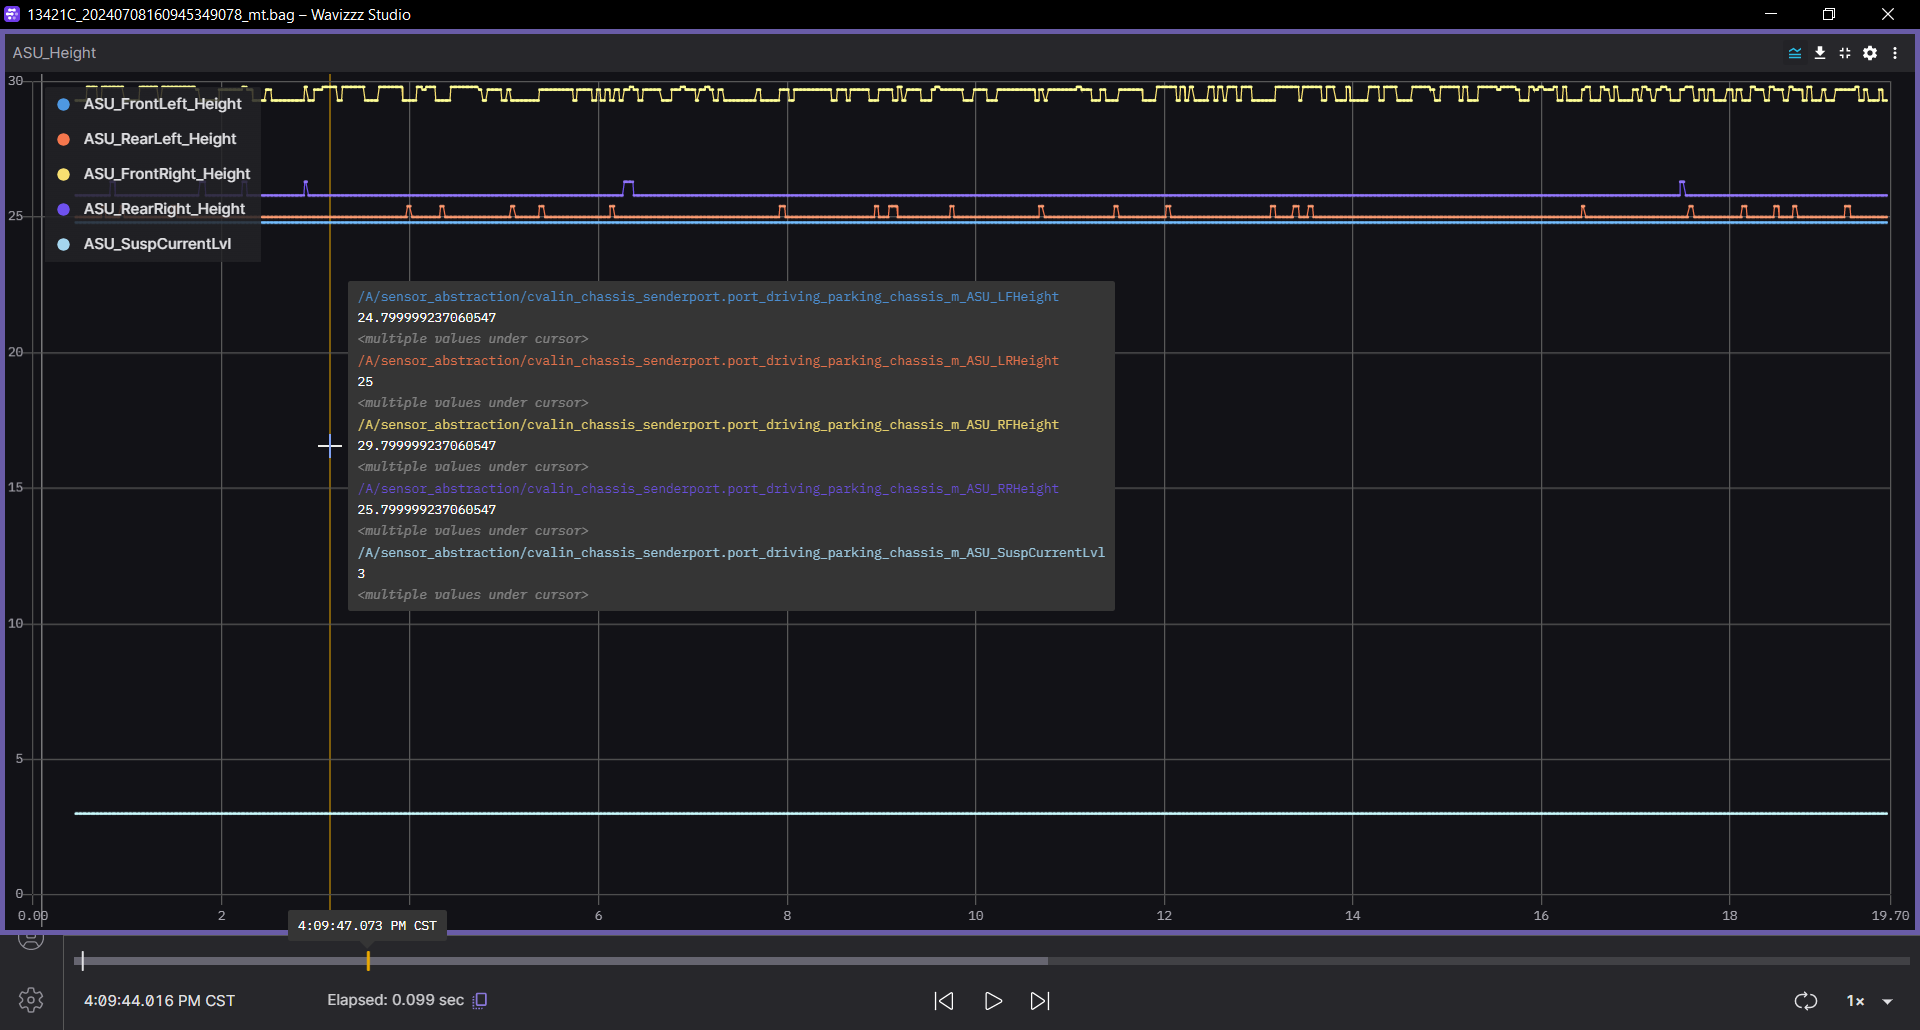 13421C_20240708160945349078_mt.bag – Wavizzz Studio
ASU_Height
30
25
20
15
10
5
0
ASU_FrontLeft_Height
ASU_RearLeft_Height
ASU_FrontRight_Height
ASU_RearRight_Height
ASU_SuspCurrentLvl
/A/sensor_abstraction/cvalin_chassis_senderport.port_driving_parking_chassis_m_ASU_LFHeight
24.799999237060547
<multiple values under cursor>
/A/sensor_abstraction/cvalin_chassis_senderport.port_driving_parking_chassis_m_ASU_LRHeight
25
<multiple values under cursor>
/A/sensor_abstraction/cvalin_chassis_senderport.port_driving_parking_chassis_m_ASU_RFHeight
29.799999237060547
<multiple values under cursor>
/A/sensor_abstraction/cvalin_chassis_senderport.port_driving_parking_chassis_m_ASU_RRHeight
25.799999237060547
<multiple values under cursor>
/A/sensor_abstraction/cvalin_chassis_senderport.port_driving_parking_chassis_m_ASU_SuspCurrentLvl
3
<multiple values under cursor>
0.00 2 6 8 10 12 14 16 18 19.70
4:09:47.073 PM CST
4:09:44.016 PM CST
Elapsed: 0.099 sec
1×